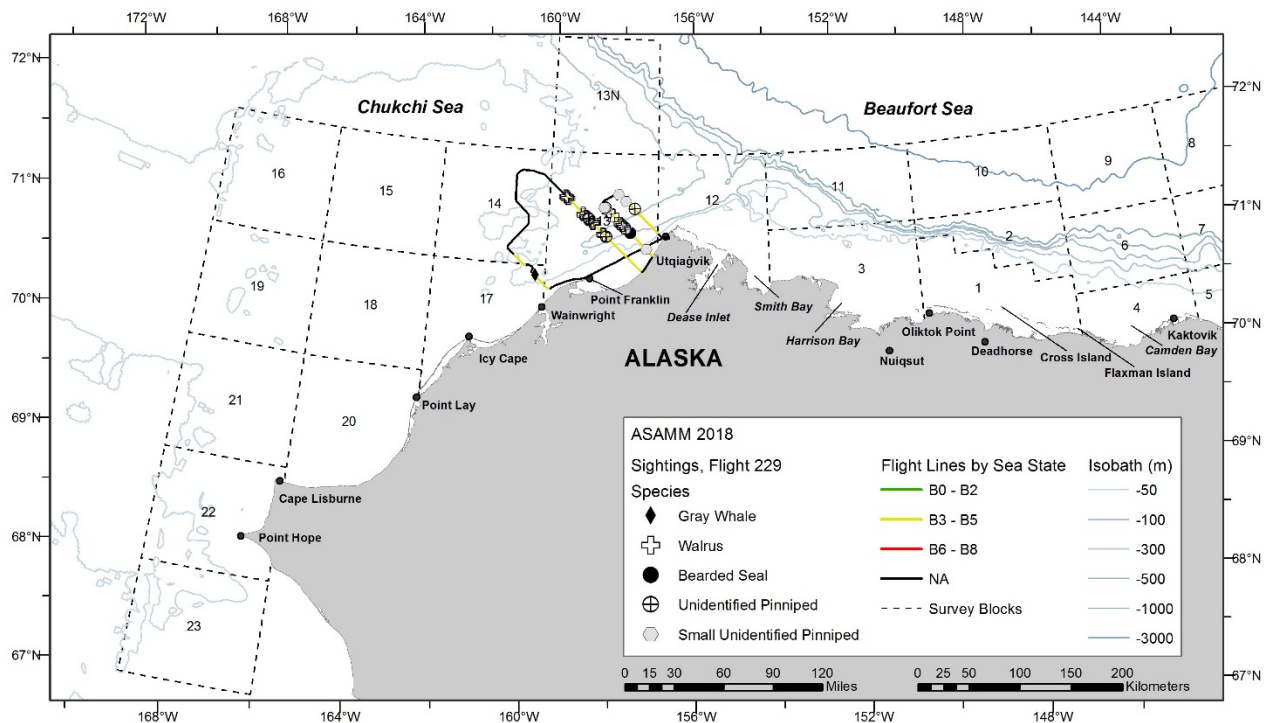 172°W 168°W 164°W 160°W 156°W 152°W 148°W 144°W
72°N 72°N
13N
Chukchi Sea Beaufort Sea
8
9
16 15 10
71°N 71°N
14 12 11
3
7
2 6
Utqiaġvik 3
19 18 17
Point Franklin 1
5
4
70°N 70°N
Wainwright Dease Inlet Smith Bay
Harrison Bay Oliktok Point Kaktovik
Icy Cape ALASKA Nuiqsut Deadhorse Cross Island Camden Bay
Flaxman Island
21 20 Point Lay
69°N 69°N
Cape Lisburne
22
Point Hope
68°N 68°N
23
67°N 67°N
ASAMM 2018
Sightings, Flight 229
Species
Gray Whale
Walrus
Bearded Seal
Unidentified Pinniped
Small Unidentified Pinniped
Flight Lines by Sea State
B0 - B2
B3 - B5
B6 - B8
NA
Survey Blocks
Isobath (m)
-50
-100
-300
-500
-1000
-3000
0 15 30 60 90 120
Miles
0 25 50 100 150 200
Kilometers
168°W 164°W 160°W 156°W 152°W 148°W